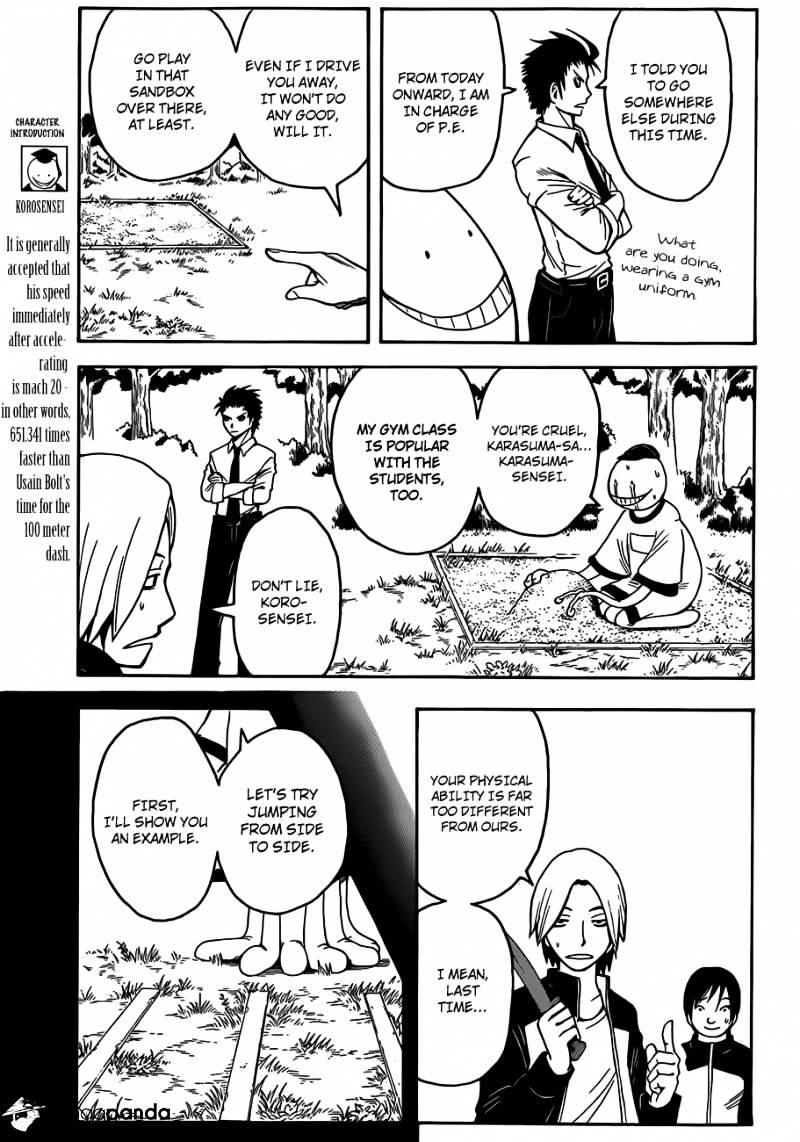 I TOLD YOU
TO GO
SOMEWHERE
ELSE DURING
THIS TIME.
FROM TODAY
ONWARD, I AM
IN CHARGE
OF P.E.
What
are you doing,
wearing a gym
uniform.
EVEN IF I DRIVE
YOU AWAY,
IT WON'T DO
ANY GOOD,
WILL IT.
GO PLAY
IN THAT
SANDBOX
OVER THERE,
AT LEAST.
CHARACTER
INTRODUCTION
KOROSENSEI
It is generally
accepted that
his speed
immediately
after accele-
rating
is mach 20 -
in other words,
651.341 times
faster than
Usain Bolt's
time for the
100 meter
dash.
YOU'RE CRUEL,
KARASUMA-SA...
KARASUMA-
SENSEI.
MY GYM CLASS
IS POPULAR
WITH THE
STUDENTS,
TOO.
DON'T LIE,
KORO-
SENSEI.
YOUR PHYSICAL
ABILITY IS FAR
TOO DIFFERENT
FROM OURS.
I MEAN,
LAST
TIME...
LET'S TRY
JUMPING
FROM SIDE
TO SIDE.
FIRST,
I'LL SHOW YOU
AN EXAMPLE.
panda